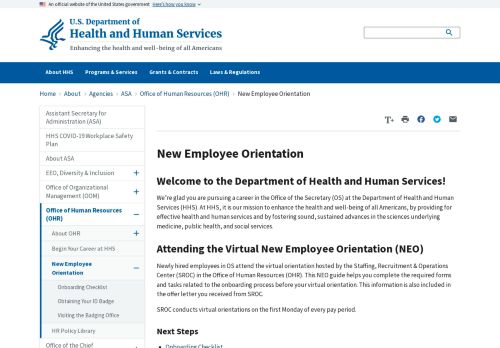 An official website of the United States government Here's how you know
U.S. Department of
Health and Human Services
Enhancing the health and well-being of all Americans
About HHS Programs & Services Grants & Contracts Laws & Regulations
Home > About > Agencies > ASA > Office of Human Resources (OHR) > New Employee Orientation
Assistant Secretary for
Administration (ASA)
HHS COVID-19 Workplace Safety
Plan
About ASA
EEO, Diversity & Inclusion
Office of Organizational
Management (OOM)
Office of Human Resources
(OHR)
About OHR
Begin Your Career at HHS
New Employee
Orientation
Onboarding Checklist
Obtaining Your ID Badge
Visiting the Badging Office
HR Policy Library
Office of the Chief
T+
New Employee Orientation
Welcome to the Department of Health and Human Services!
We're glad you are pursuing a career in the Office of the Secretary (OS) at the Department of Health and Human
Services (HHS). At HHS, it is our mission to enhance the health and well-being of all Americans, by providing for
effective health and human services and by fostering sound, sustained advances in the sciences underlying
medicine, public health, and social services.
Attending the Virtual New Employee Orientation (NEO)
Newly hired employees in OS attend the virtual orientation hosted by the Staffing, Recruitment & Operations
Center (SROC) in the Office of Human Resources (OHR). This NEO guide helps you complete the required forms
and tasks related to the onboarding process before your virtual orientation. This information is also included in
the offer letter you received from SROC.
SROC conducts virtual orientations on the first Monday of every pay period.
Next Steps
Onboarding Checklist